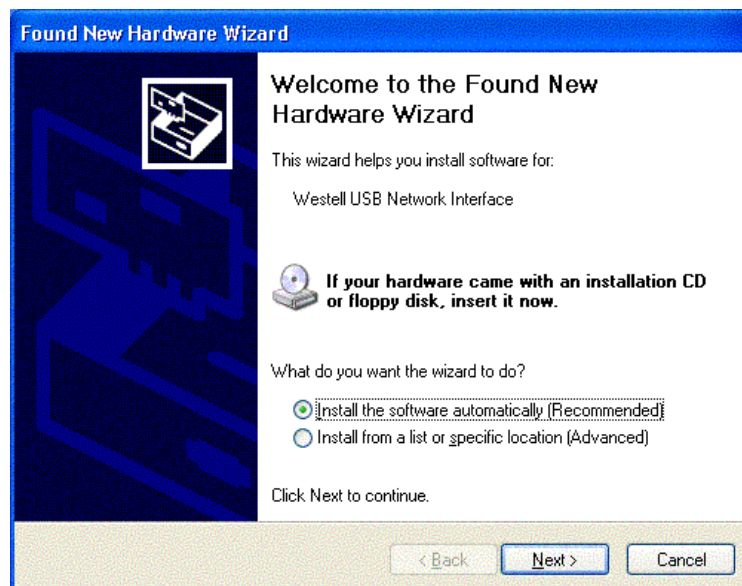 Found New Hardware Wizard
Welcome to the Found New
Hardware Wizard
This wizard helps you install software for:
Westell USB Network Interface
If your hardware came with an installation CD
or floppy disk, insert it now.
What do you want the wizard to do?
Install the software automatically (Recommended)
Install from a list or specific location (Advanced)
Click Next to continue.
< Back Next > Cancel